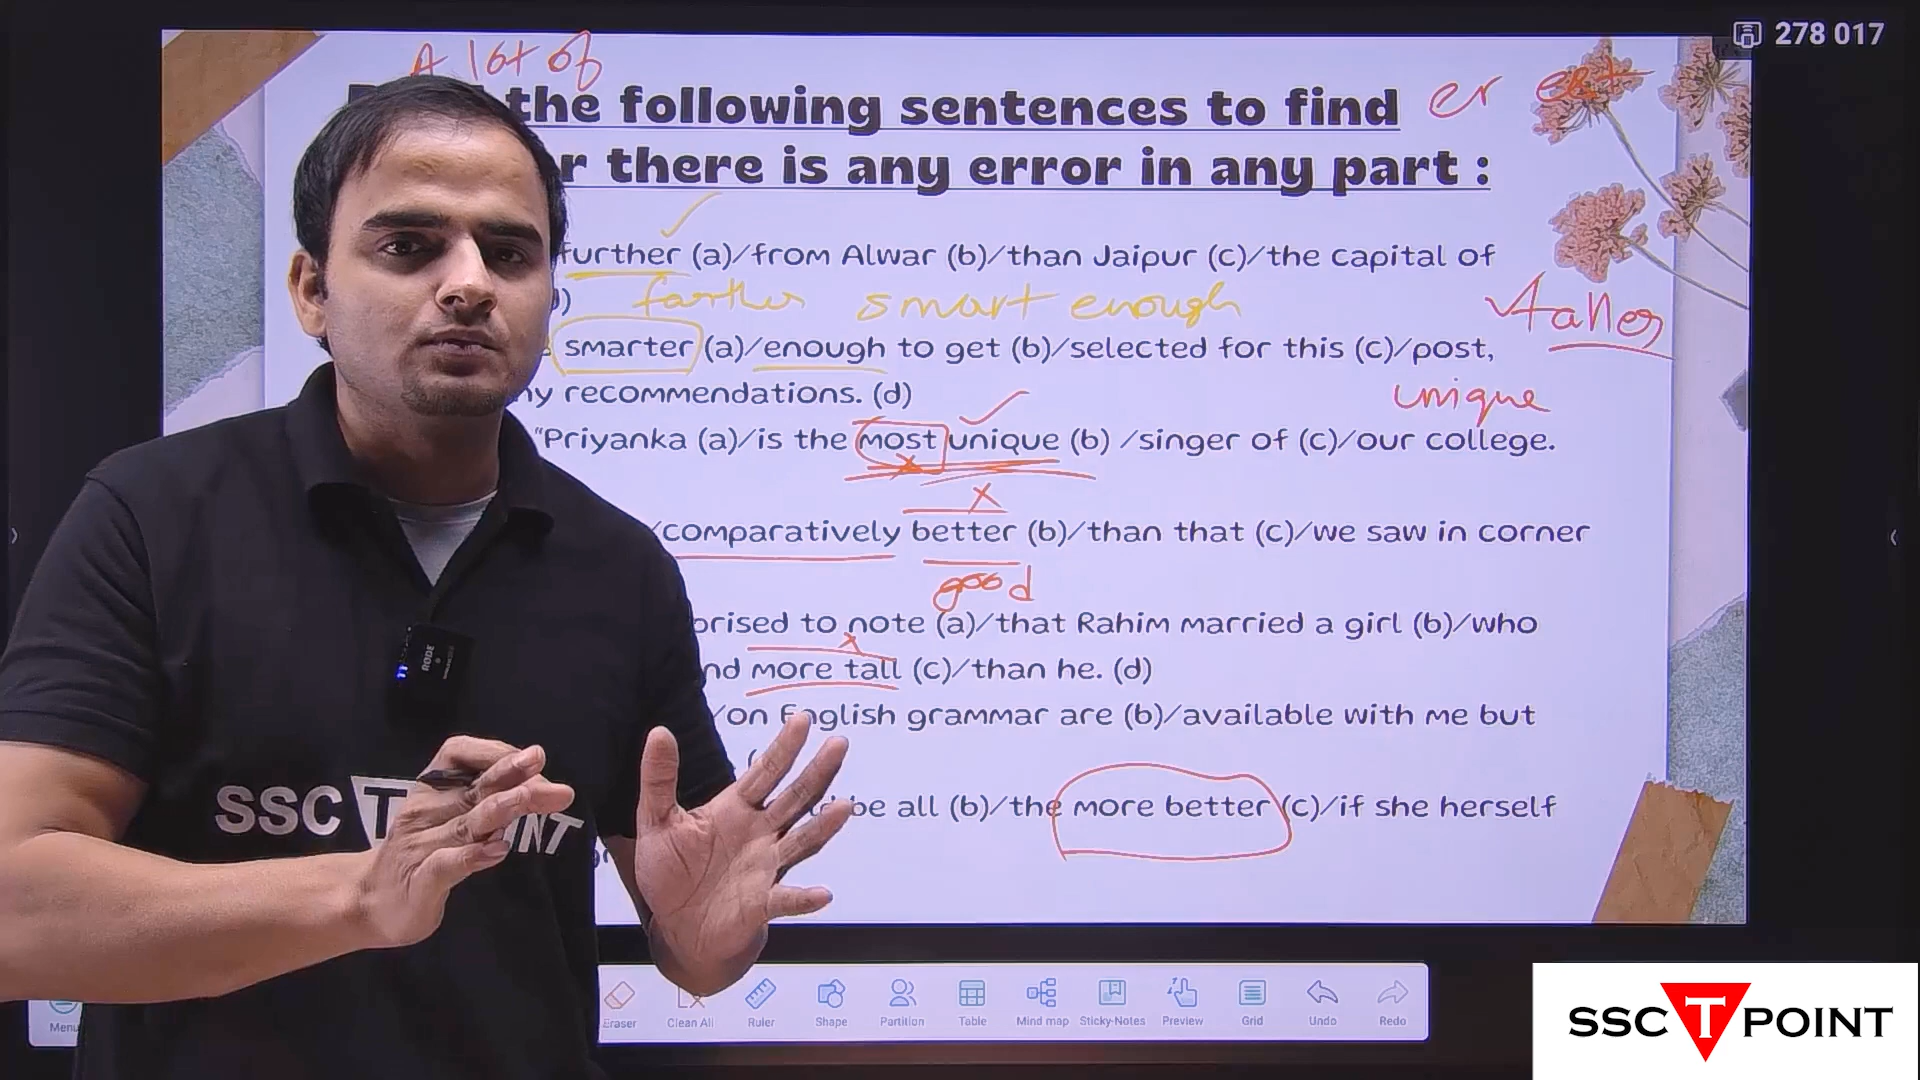 278 017
A lot of
the following sentences to find er est
r there is any error in any part :
further (a)/from Alwar (b)/than Jaipur (c)/the capital of
farther smart enough
taller
smarter (a)/enough to get (b)/selected for this (c)/post,
my recommendations. (d)
unique
"Priyanka (a)/is the most unique (b) /singer of (c)/our college.
/comparatively better (b)/than that (c)/we saw in corner
good
to note (a)/that Rahim married a girl (b)/who
more tall (c)/than he. (d)
/on English grammar are (b)/available with me but
be all (b)/the more better (c)/if she herself
RODE
SSC T POINT
Menu Eraser Clean All Ruler Shape Partition Table Mind map Sticky-Notes Preview Grid Undo Redo
SSC T POINT